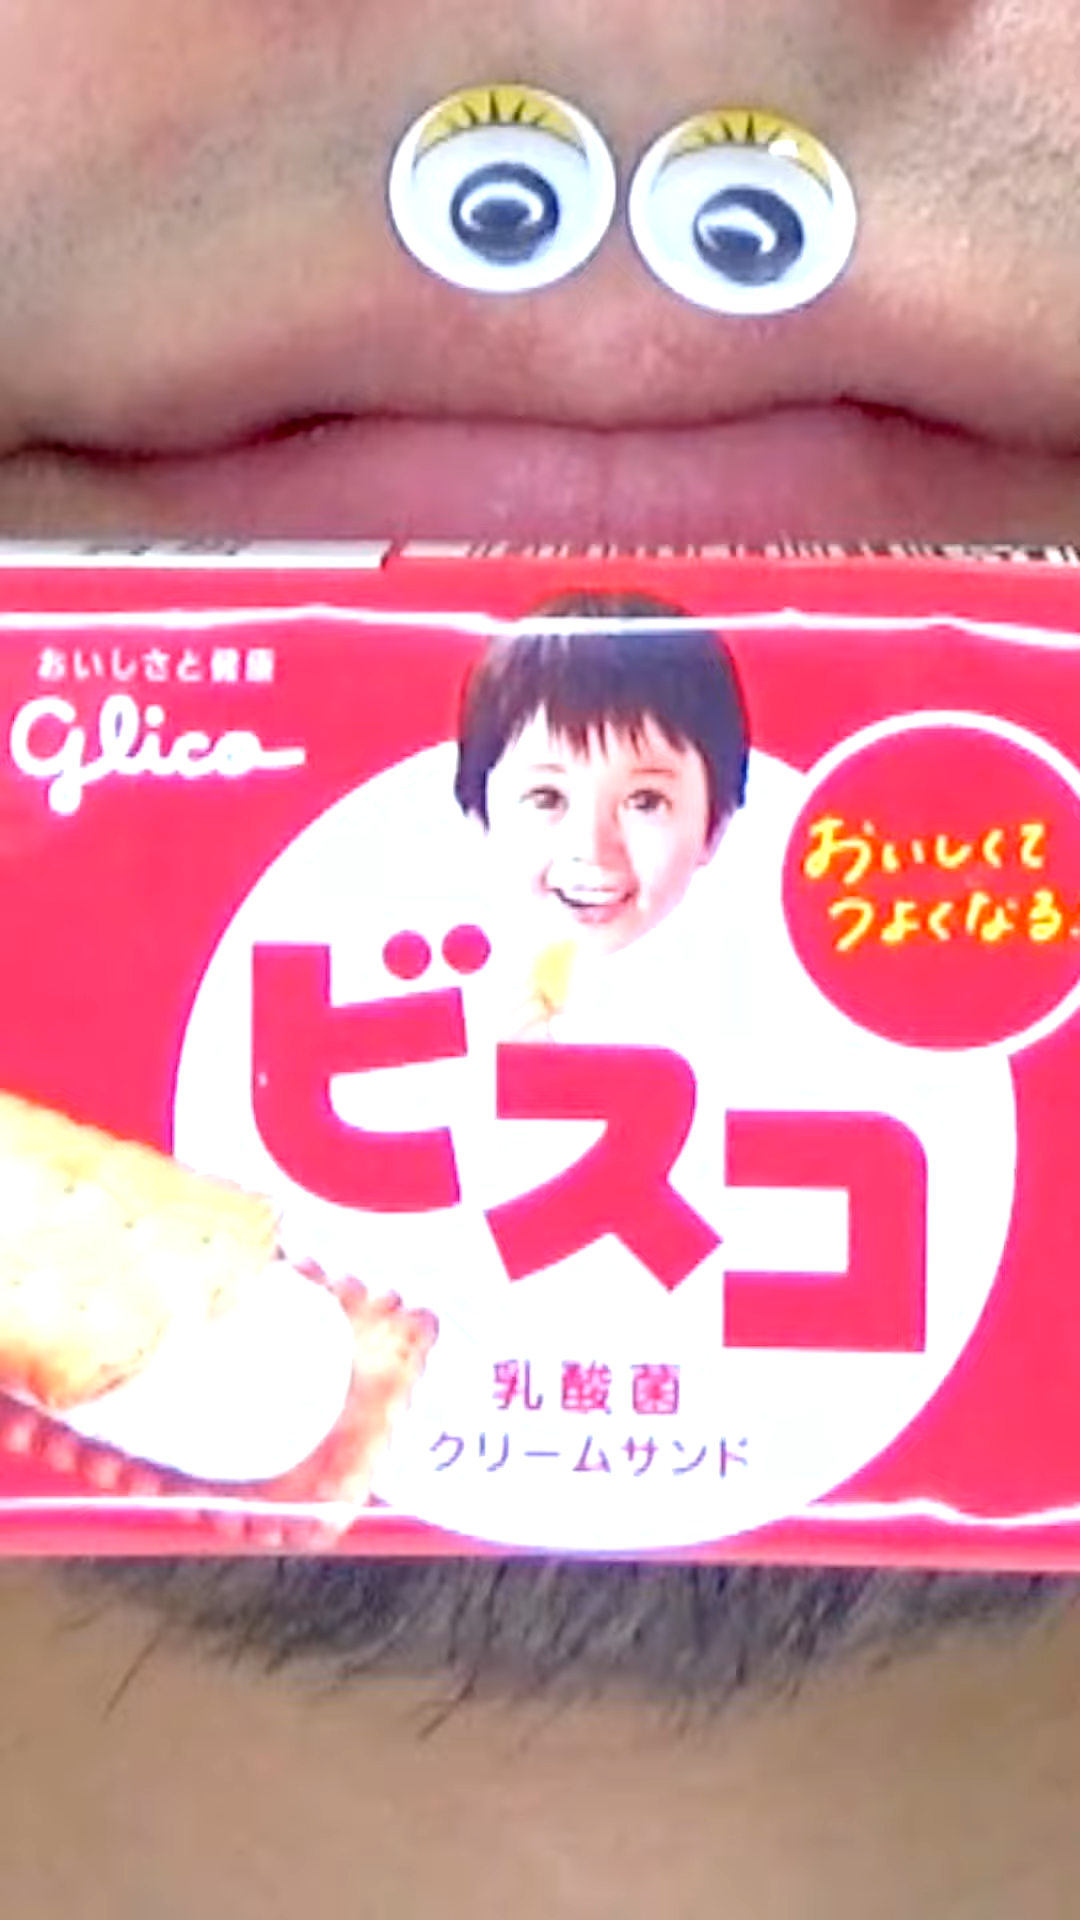 おいしさと健康
glico
おいしくて
つよくなる。
ビスコ
乳酸菌
クリームサンド